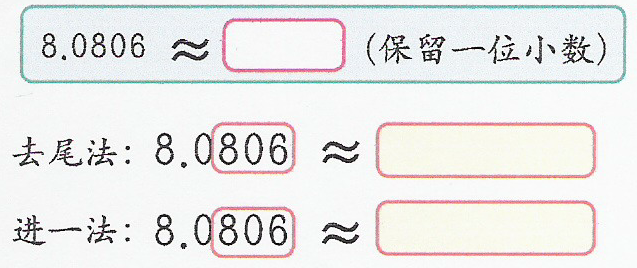 8.0806 ≈ (保留一位小数)
去尾法: 8.0806 ≈
进一法: 8.0806 ≈